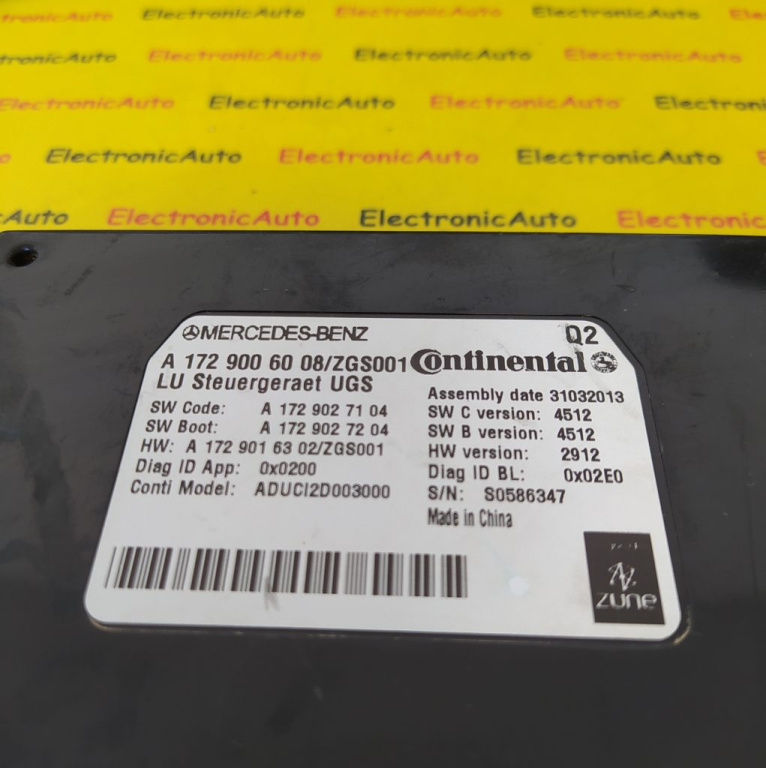 ElectronicAuto ElectronicAuto ElectronicAuto
ElectronicAuto ElectronicAuto ElectronicAuto
ElectronicAuto ElectronicAuto ElectronicAuto ElectronicAuto
ElectronicAuto ElectronicAuto ElectronicAuto
Auto ElectronicAuto ElectronicAuto
MERCEDES-BENZ Q2
A 172 900 60 08/ZGS001 Continental
LU Steuergeraet UGS
Assembly date 31032013
SW Code: A 172 902 71 04 SW C version: 4512
SW Boot: A 172 902 72 04 SW B version: 4512
HW: A 172 901 63 02/ZGS001 HW version: 2912
Diag ID App: 0x0200 Diag ID BL: 0x02E0
Conti Model: ADUCI2D003000 S/N: S0586347
Made in China
zune